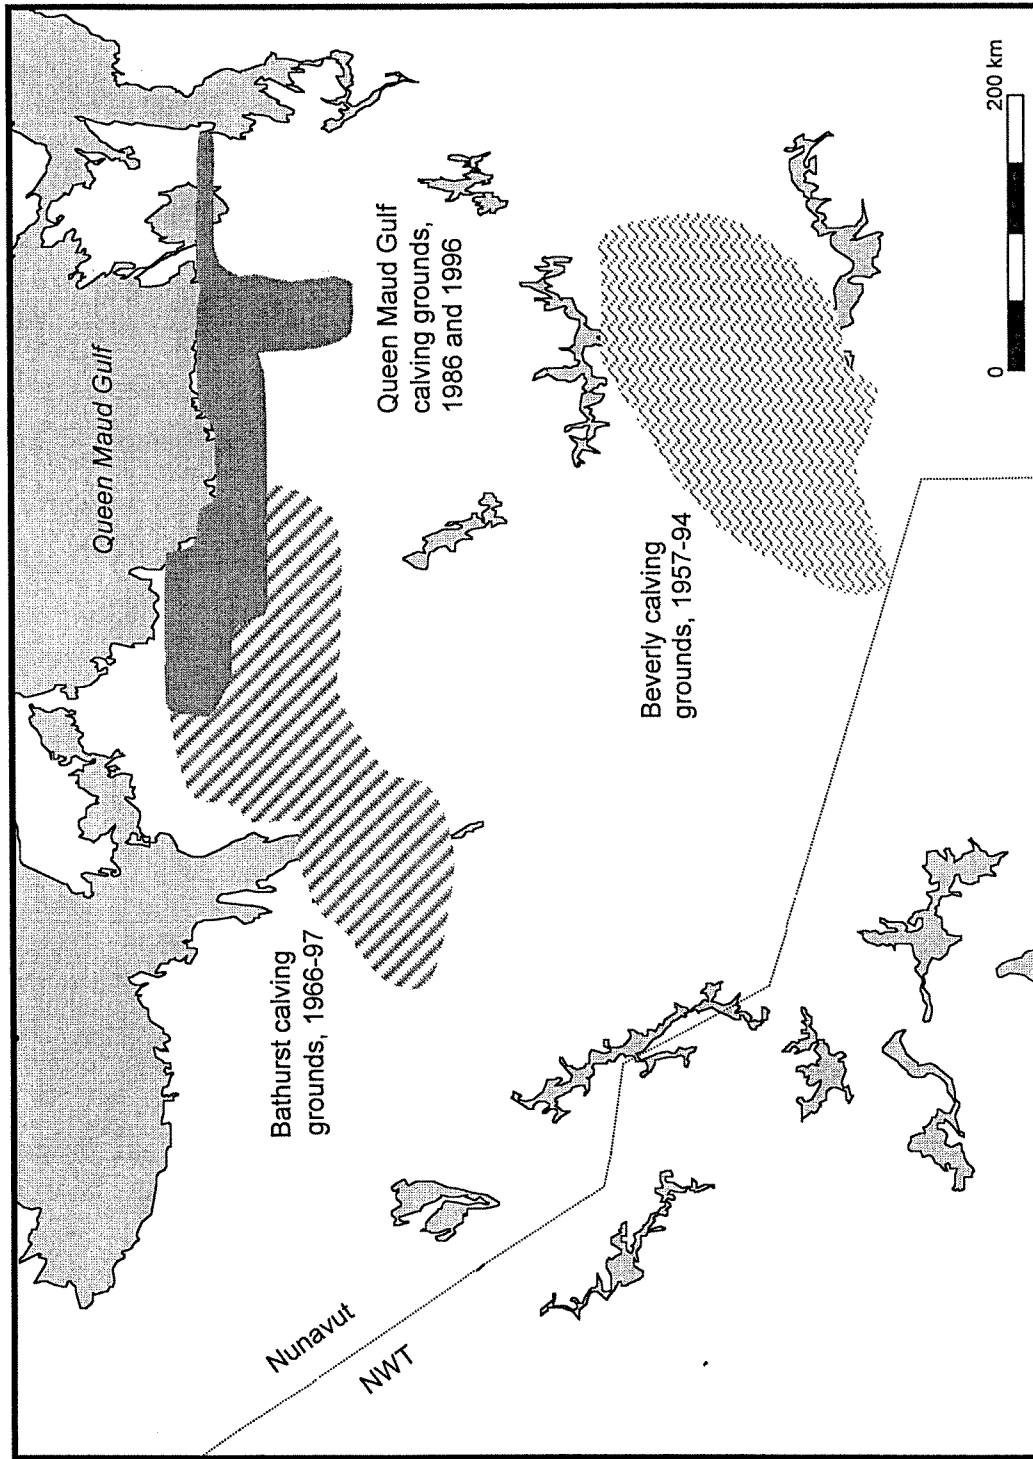 Queen Maud Gulf
Queen Maud Gulf
calving grounds,
1986 and 1996
Bathurst calving
grounds, 1966-97
Beverly calving
grounds, 1957-94
Nunavut
NWT
0
200 km